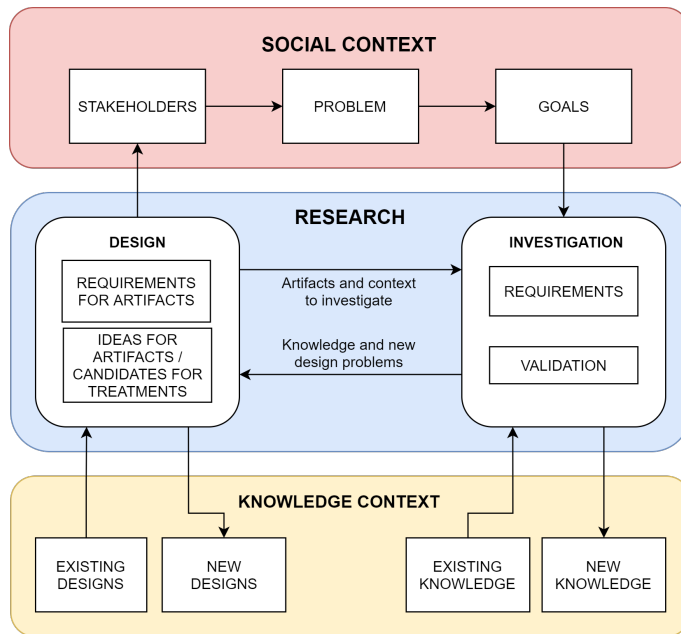 SOCIAL CONTEXT
STAKEHOLDERS
PROBLEM
GOALS
RESEARCH
DESIGN
REQUIREMENTS
FOR ARTIFACTS
IDEAS FOR
ARTIFACTS /
CANDIDATES FOR
TREATMENTS
Artifacts and context
to investigate
Knowledge and new
design problems
INVESTIGATION
REQUIREMENTS
VALIDATION
KNOWLEDGE CONTEXT
EXISTING
DESIGNS
NEW
DESIGNS
EXISTING
KNOWLEDGE
NEW
KNOWLEDGE